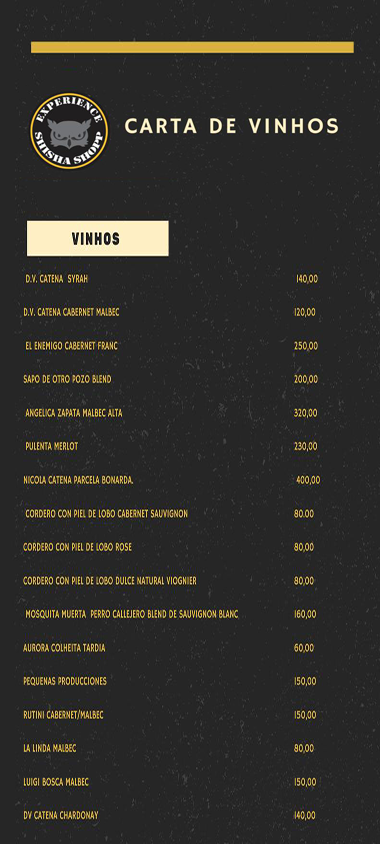 EXPERIENCE
SHISHA SHOPP
CARTA DE VINHOS
VINHOS
D.V. CATENA SYRAH 140,00
D.V. CATENA CABERNET MALBEC 120,00
EL ENEMIGO CABERNET FRANC 250,00
SAPO DE OTRO POZO BLEND 200,00
ANGELICA ZAPATA MALBEC ALTA 320,00
PULENTA MERLOT 230,00
NICOLA CATENA PARCELA BONARDA. 400,00
CORDERO CON PIEL DE LOBO CABERNET SAUVIGNON 80.00
CORDERO CON PIEL DE LOBO ROSE 80,00
CORDERO CON PIEL DE LOBO DULCE NATURAL VIOGNIER 80,00
MOSQUITA MUERTA PERRO CALLEJERO BLEND DE SAUVIGNON BLANC 160,00
AURORA COLHEITA TARDIA 60,00
PEQUENAS PRODUCCIONES 150,00
RUTINI CABERNET/MALBEC 150,00
LA LINDA MALBEC 80,00
LUIGI BOSCA MALBEC 150,00
DV CATENA CHARDONAY 140,00